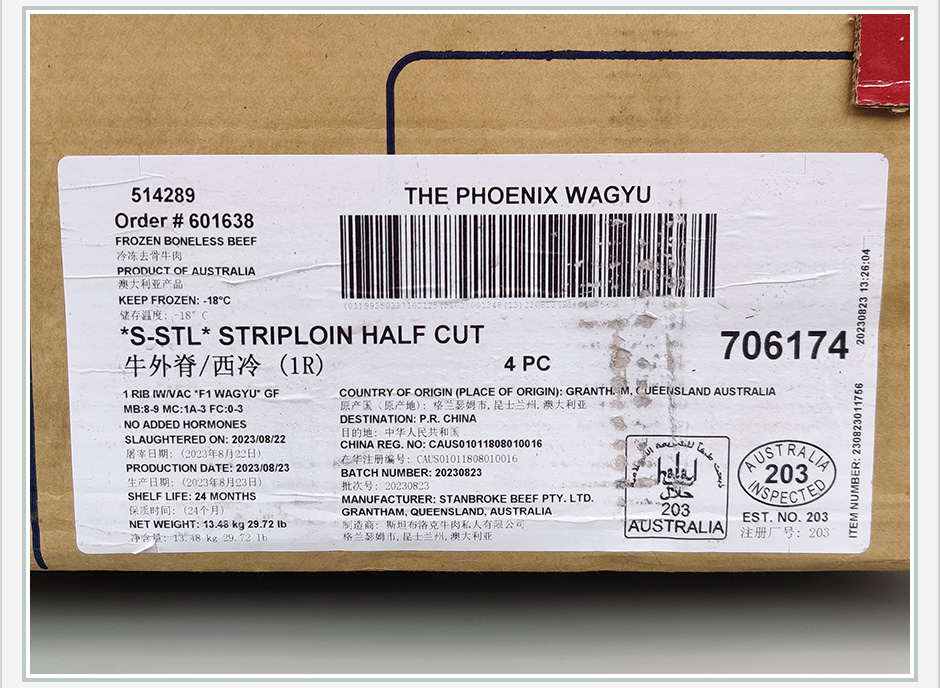 514289
Order # 601638
THE PHOENIX WAGYU
FROZEN BONELESS BEEF
冷冻去骨牛肉
PRODUCT OF AUSTRALIA
澳大利亚产品
KEEP FROZEN: -18°C
储存温度: -18° C
*S-STL* STRIPLOIN HALF CUT
牛外脊/西冷 (1R)
4 PC
706174
20230823 13:26:04
1 RIB IW/VAC *F1 WAGYU* GF
MB:8-9 MC:1A-3 FC:0-3
NO ADDED HORMONES
SLAUGHTERED ON: 2023/08/22
屠宰日期: (2023年8月22日)
PRODUCTION DATE: 2023/08/23
生产日期: (2023年8月23日)
SHELF LIFE: 24 MONTHS
保质时间: (24个月)
NET WEIGHT: 13.48 kg 29.72 lb
净含量: 13.48 kg 29.72 lb
COUNTRY OF ORIGIN (PLACE OF ORIGIN): QUEENSLAND AUSTRALIA
原产国 (原产地): 格兰瑟姆市, 昆士兰州, 澳大利亚
DESTINATION: P.R. CHINA
目的地: 中华人民共和国
CHINA REG. NO: CAUS01011808010016
在华注册编号: CAUS01011808010016
BATCH NUMBER: 20230823
批次号: 20230823
MANUFACTURER: STANBROKE BEEF PTY. LTD.
GRANTHAM, QUEENSLAND, AUSTRALIA
制造商: 斯坦布洛克牛肉私人有限公司
格兰瑟姆市, 昆士兰州, 澳大利亚
halal
حلال
203
AUSTRALIA
AUSTRALIA
203
INSPECTED
EST. NO. 203
注册厂号: 203
ITEM NUMBER: 230823011756